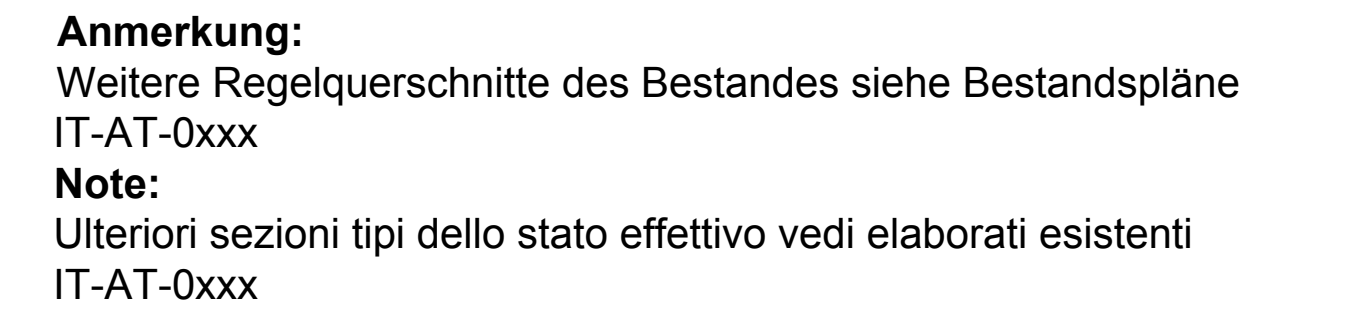 Anmerkung:
Weitere Regelquerschnitte des Bestandes siehe Bestandspläne
IT-AT-0xxx
Note:
Ulteriori sezioni tipi dello stato effettivo vedi elaborati esistenti
IT-AT-0xxx